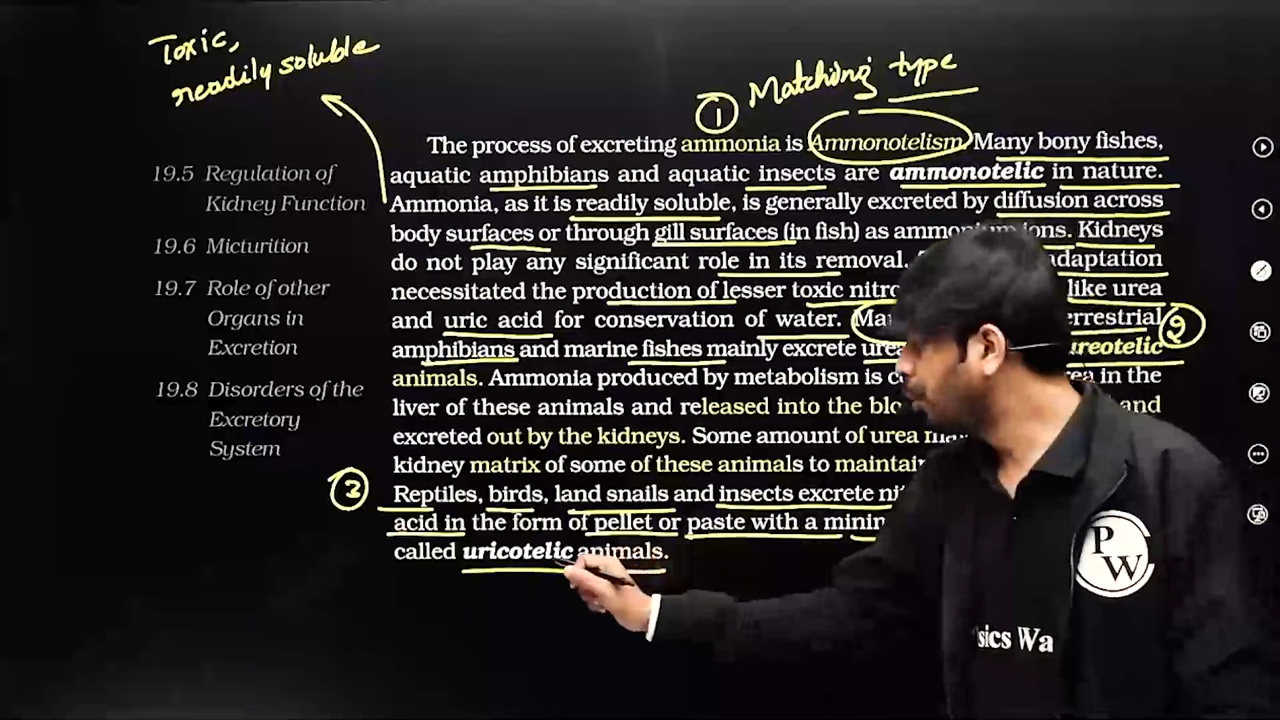 Toxic,
readily soluble
Matching type
1
The process of excreting ammonia is Ammonotelism. Many bony fishes,
aquatic amphibians and aquatic insects are ammonotelic in nature.
Ammonia, as it is readily soluble, is generally excreted by diffusion across
body surfaces or through gill surfaces (in fish) as ammonium ions. Kidneys
do not play any significant role in its removal. adaptation
necessitated the production of lesser toxic nitro like urea
and uric acid for conservation of water. Ma errestrial
2
amphibians and marine fishes mainly excrete urea ureotelic
animals. Ammonia produced by metabolism is co ea in the
liver of these animals and released into the blo and
excreted out by the kidneys. Some amount of urea ma
kidney matrix of some of these animals to maintain
3
Reptiles, birds, land snails and insects excrete nit
acid in the form of pellet or paste with a minim
called uricotelic animals.
19.5 Regulation of
Kidney Function
19.6 Micturition
19.7 Role of other
Organs in
Excretion
19.8 Disorders of the
Excretory
System
PW
sics Wa